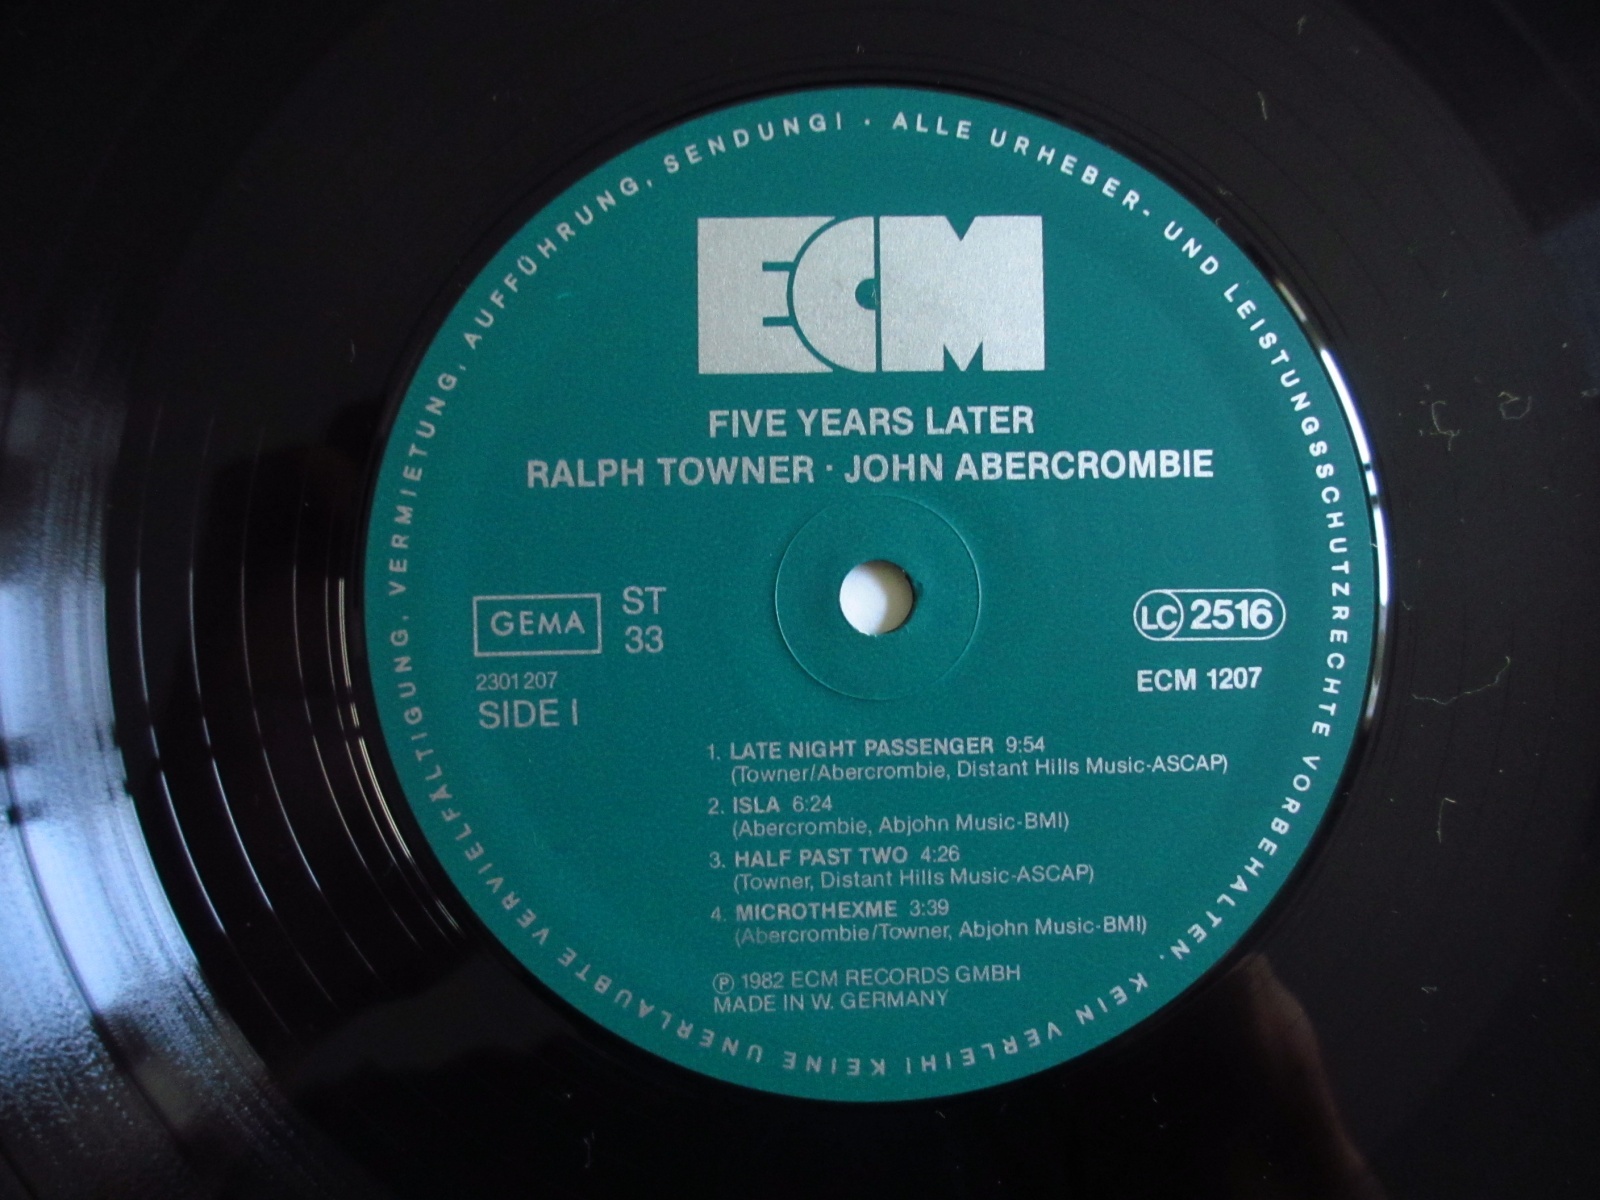 ALLE URHEBER- UND LEISTUNGSSCHUTZRECHTE VORBEHALTEN. KEIN VERLEIH! KEINE UNERLAUBTE VERVIELFÄLTIGUNG, VERMIETUNG, AUFFÜHRUNG, SENDUNG! ·
ECM
FIVE YEARS LATER
RALPH TOWNER · JOHN ABERCROMBIE
GEMA
ST
33
2301 207
SIDE I
LC 2516
ECM 1207
1. LATE NIGHT PASSENGER 9:54
(Towner/Abercrombie, Distant Hills Music-ASCAP)
2. ISLA 6:24
(Abercrombie, Abjohn Music-BMI)
3. HALF PAST TWO 4:26
(Towner, Distant Hills Music-ASCAP)
4. MICROTHEXME 3:39
(Abercrombie/Towner, Abjohn Music-BMI)
℗ 1982 ECM RECORDS GMBH
MADE IN W. GERMANY